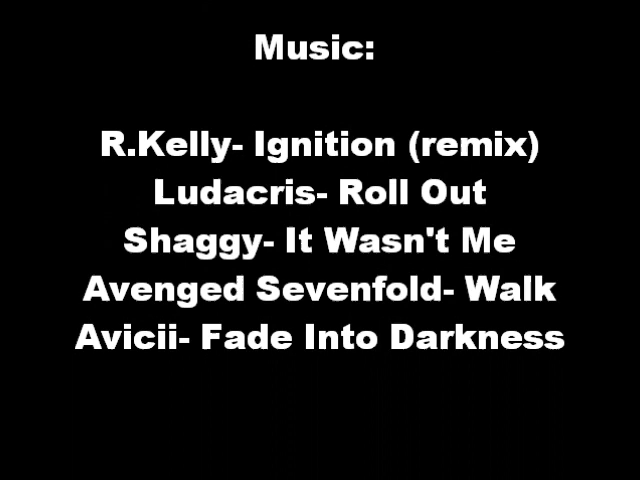 Music:
R.Kelly- Ignition (remix)
Ludacris- Roll Out
Shaggy- It Wasn't Me
Avenged Sevenfold- Walk
Avicii- Fade Into Darkness